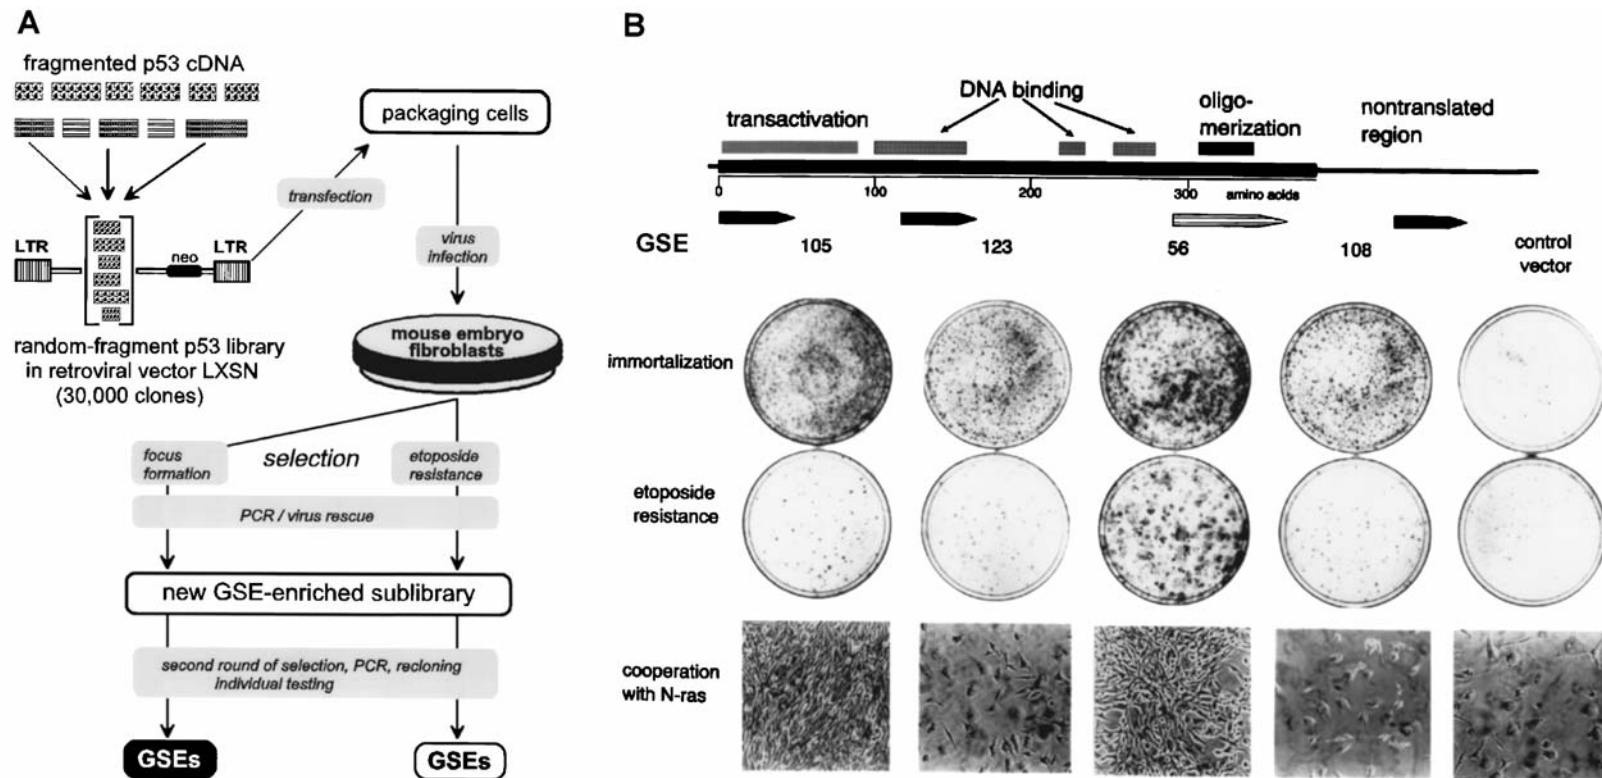 A
fragmented p53 cDNA
packaging cells
transfection
LTR
neo
LTR
virus
infection
mouse embryo
fibroblasts
random-fragment p53 library
in retroviral vector LXSN
(30,000 clones)
focus
formation
selection
etoposide
resistance
PCR / virus rescue
new GSE-enriched sublibrary
second round of selection, PCR, recloning
individual testing
GSEs
GSEs
B
DNA binding
transactivation
oligo-
merization
nontranslated
region
0
100
200
300
amino acids
GSE
105
123
56
108
control
vector
immortalization
etoposide
resistance
cooperation
with N-ras